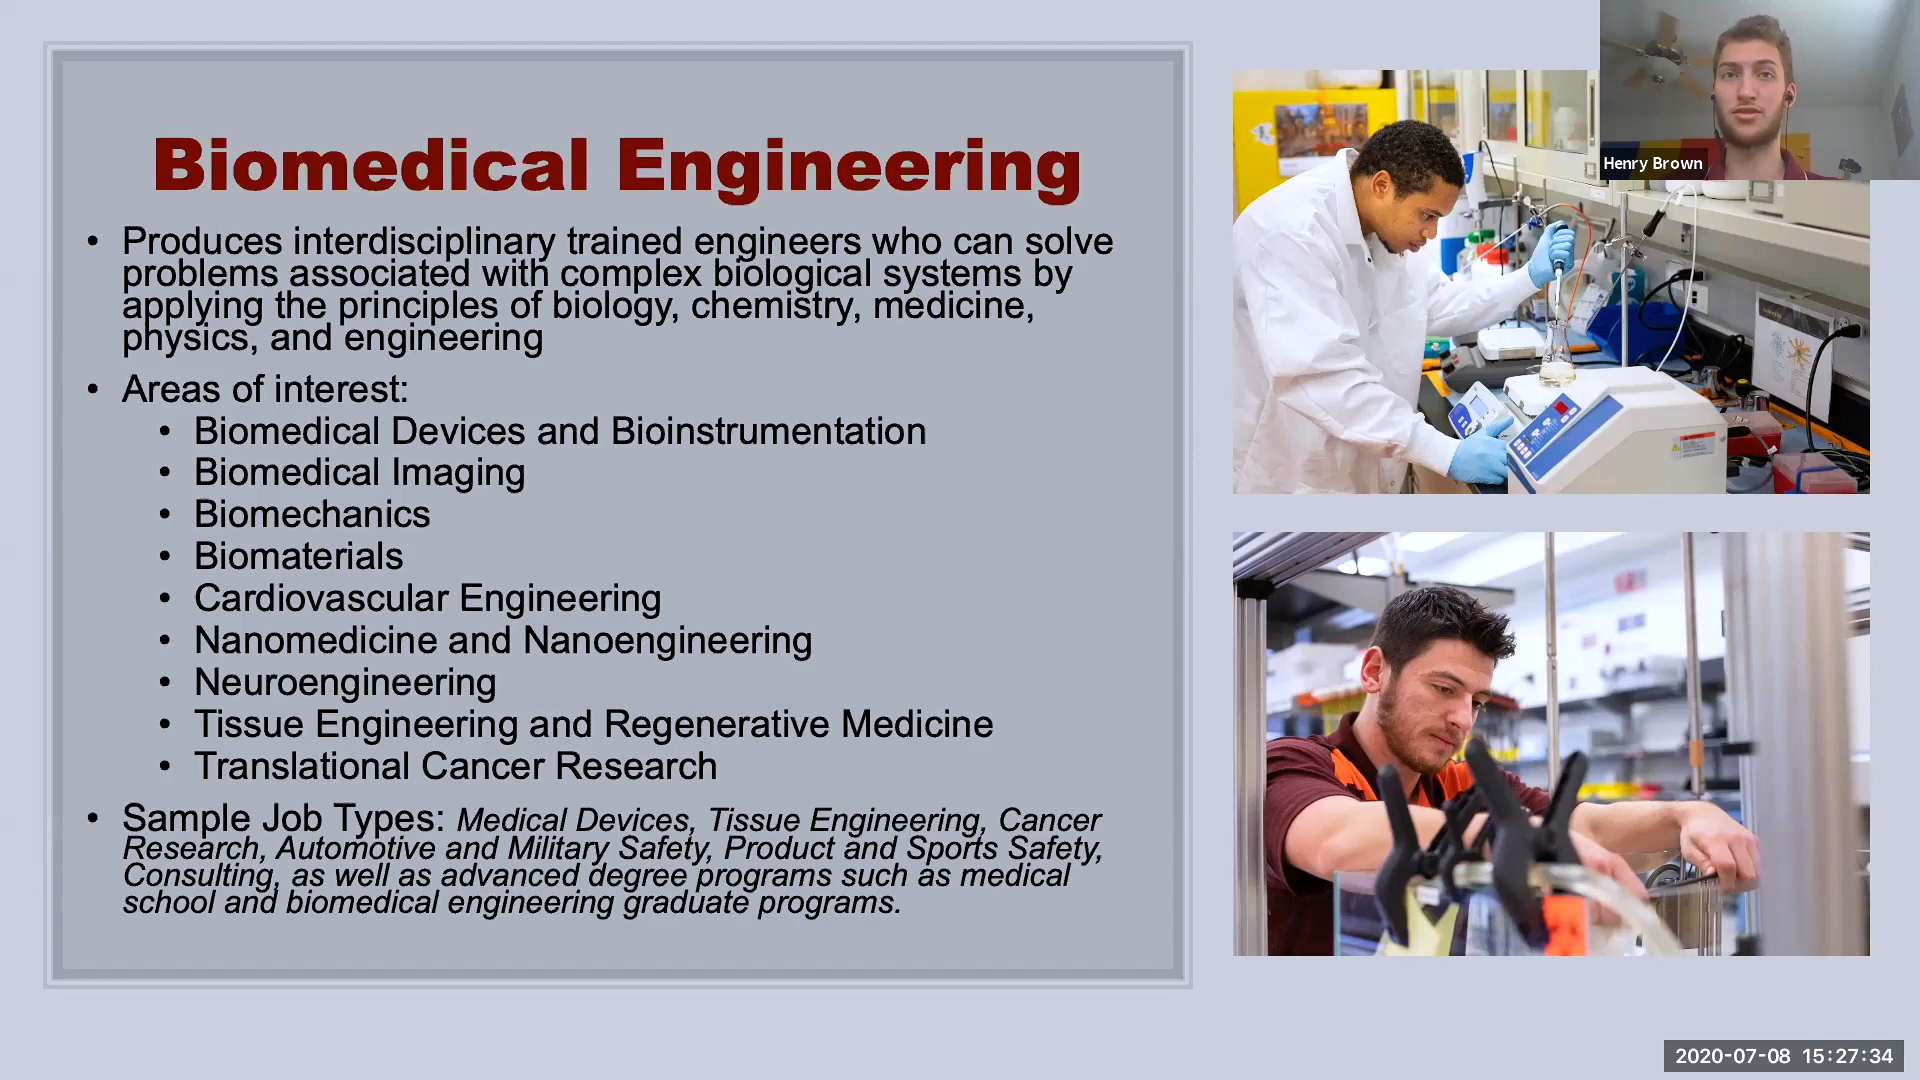 Biomedical Engineering
• Produces interdisciplinary trained engineers who can solve
problems associated with complex biological systems by
applying the principles of biology, chemistry, medicine,
physics, and engineering
• Areas of interest:
• Biomedical Devices and Bioinstrumentation
• Biomedical Imaging
• Biomechanics
• Biomaterials
• Cardiovascular Engineering
• Nanomedicine and Nanoengineering
• Neuroengineering
• Tissue Engineering and Regenerative Medicine
• Translational Cancer Research
• Sample Job Types: Medical Devices, Tissue Engineering, Cancer
Research, Automotive and Military Safety, Product and Sports Safety,
Consulting, as well as advanced degree programs such as medical
school and biomedical engineering graduate programs.
Henry Brown
2020-07-08 15:27:34